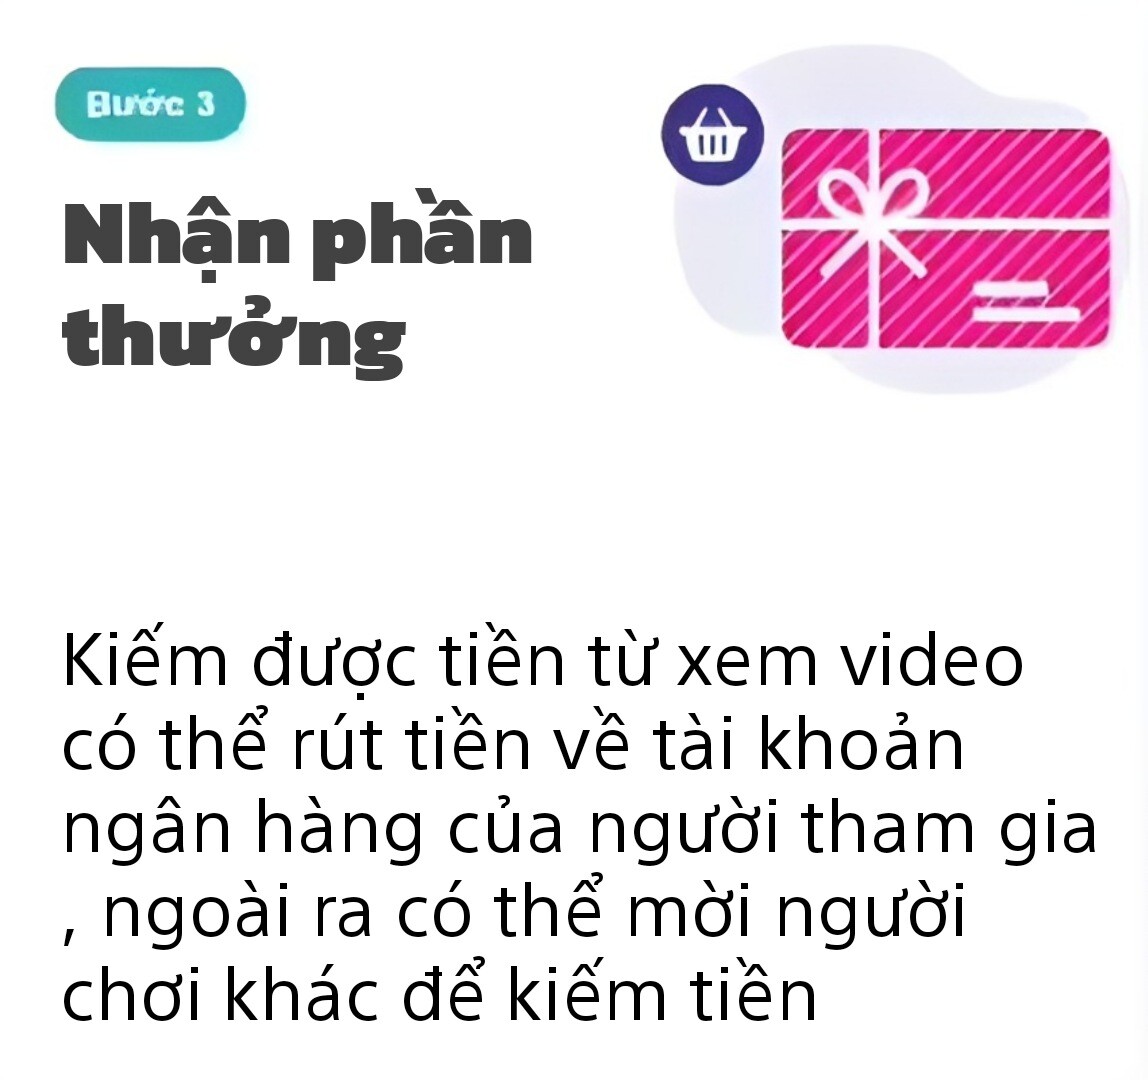 Bước 3
Nhận phần
thưởng
Kiếm được tiền từ xem video
có thể rút tiền về tài khoản
ngân hàng của người tham gia
, ngoài ra có thể mời người
chơi khác để kiếm tiền